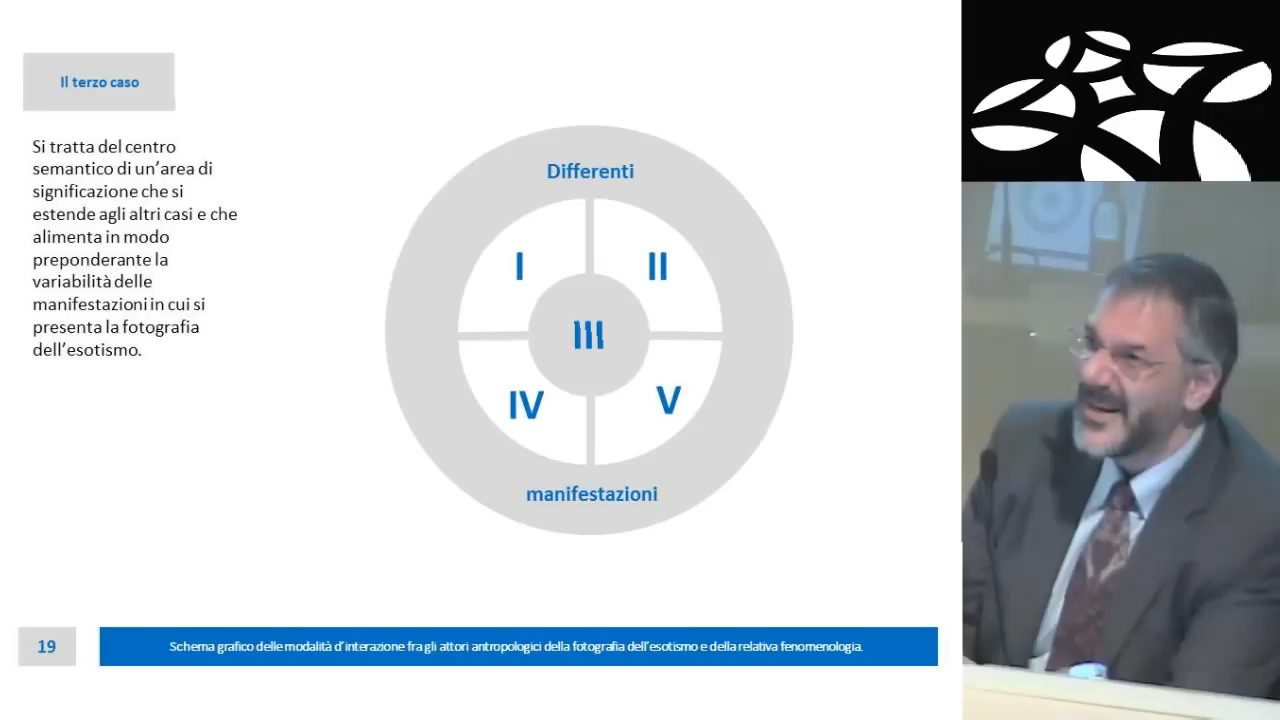 Il terzo caso
Si tratta del centro
semantico di un'area di
significazione che si
estende agli altri casi e che
alimenta in modo
preponderante la
variabilità delle
manifestazioni in cui si
presenta la fotografia
dell'esotismo.
Differenti
I
II
III
IV
V
manifestazioni
19
Schema grafico delle modalità d'interazione fra gli attori antropologici della fotografia dell'esotismo e della relativa fenomenologia.